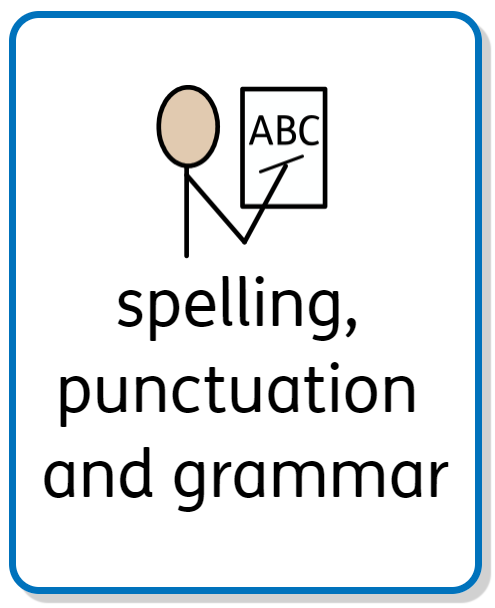 ABC
spelling,
punctuation
and grammar